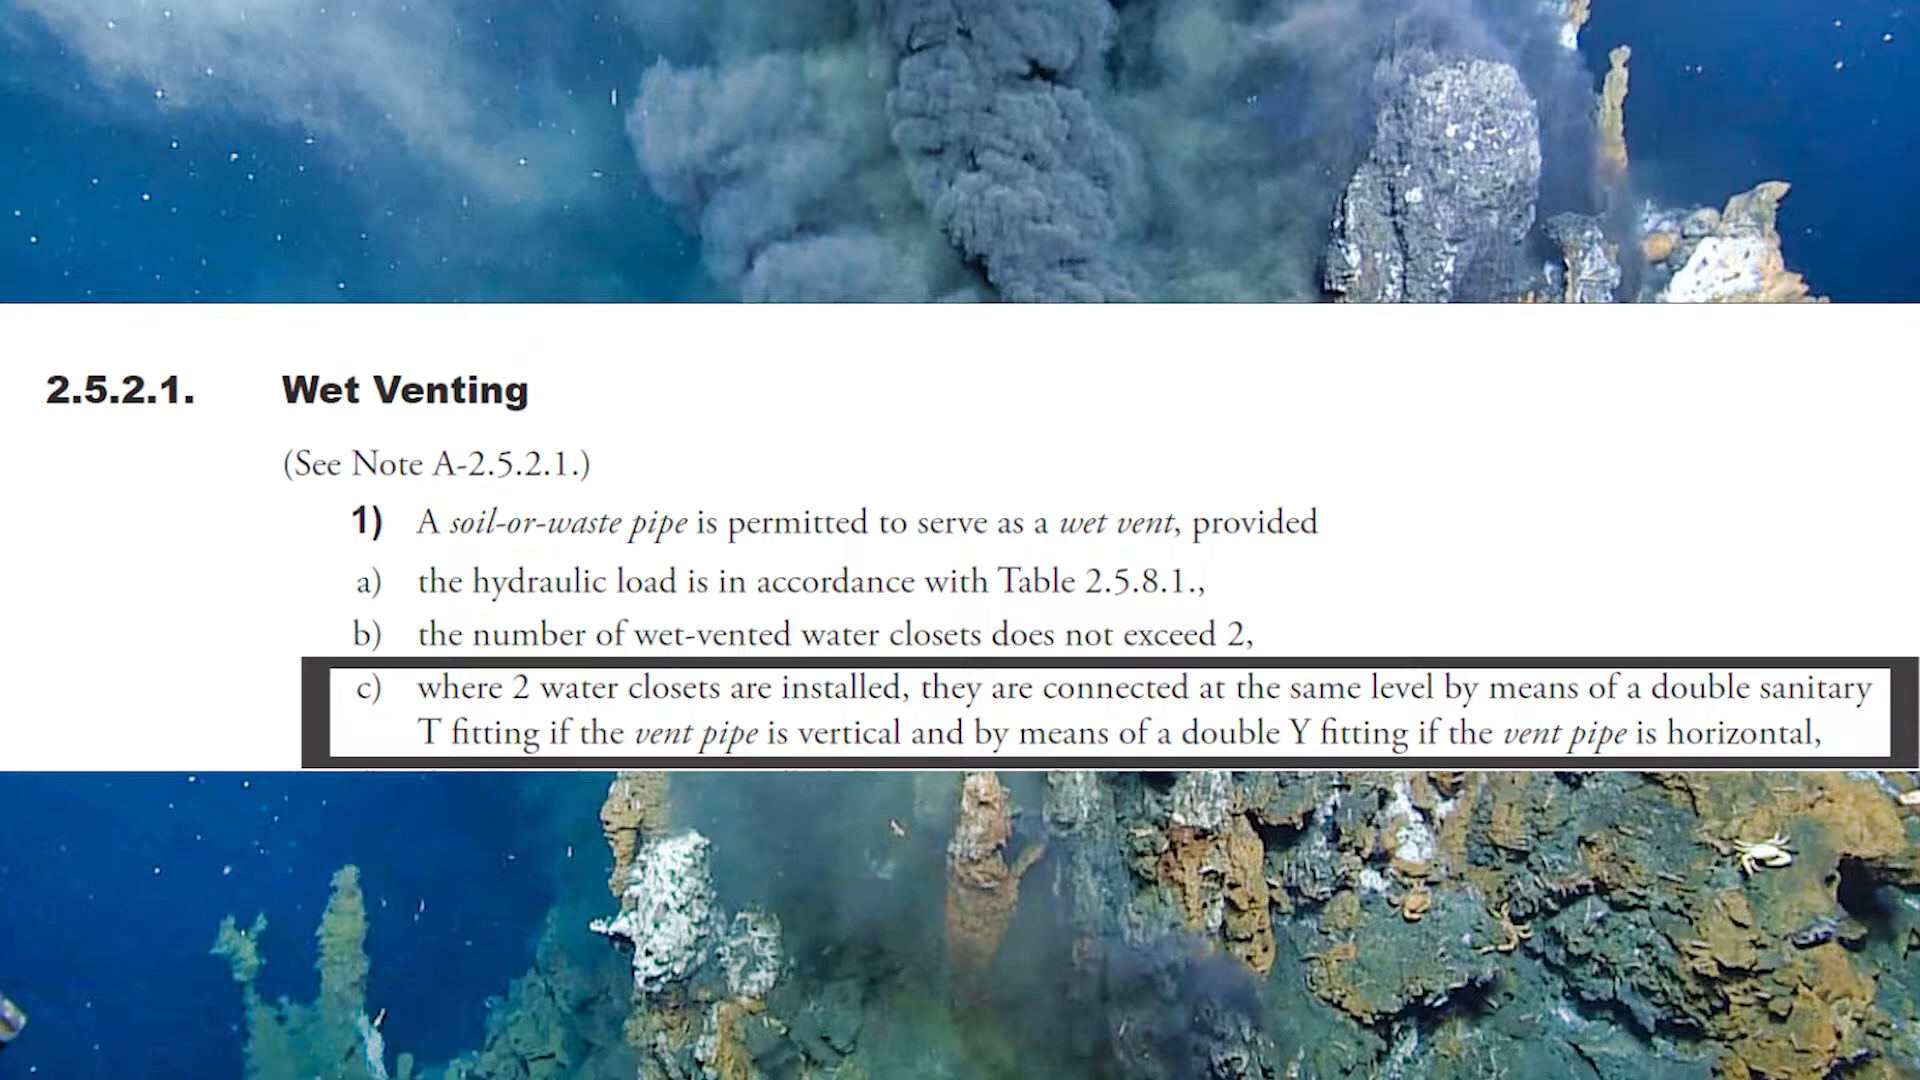 2.5.2.1. Wet Venting
(See Note A-2.5.2.1.)
1) A soil-or-waste pipe is permitted to serve as a wet vent, provided
a) the hydraulic load is in accordance with Table 2.5.8.1.,
b) the number of wet-vented water closets does not exceed 2,
c) where 2 water closets are installed, they are connected at the same level by means of a double sanitary
T fitting if the vent pipe is vertical and by means of a double Y fitting if the vent pipe is horizontal,